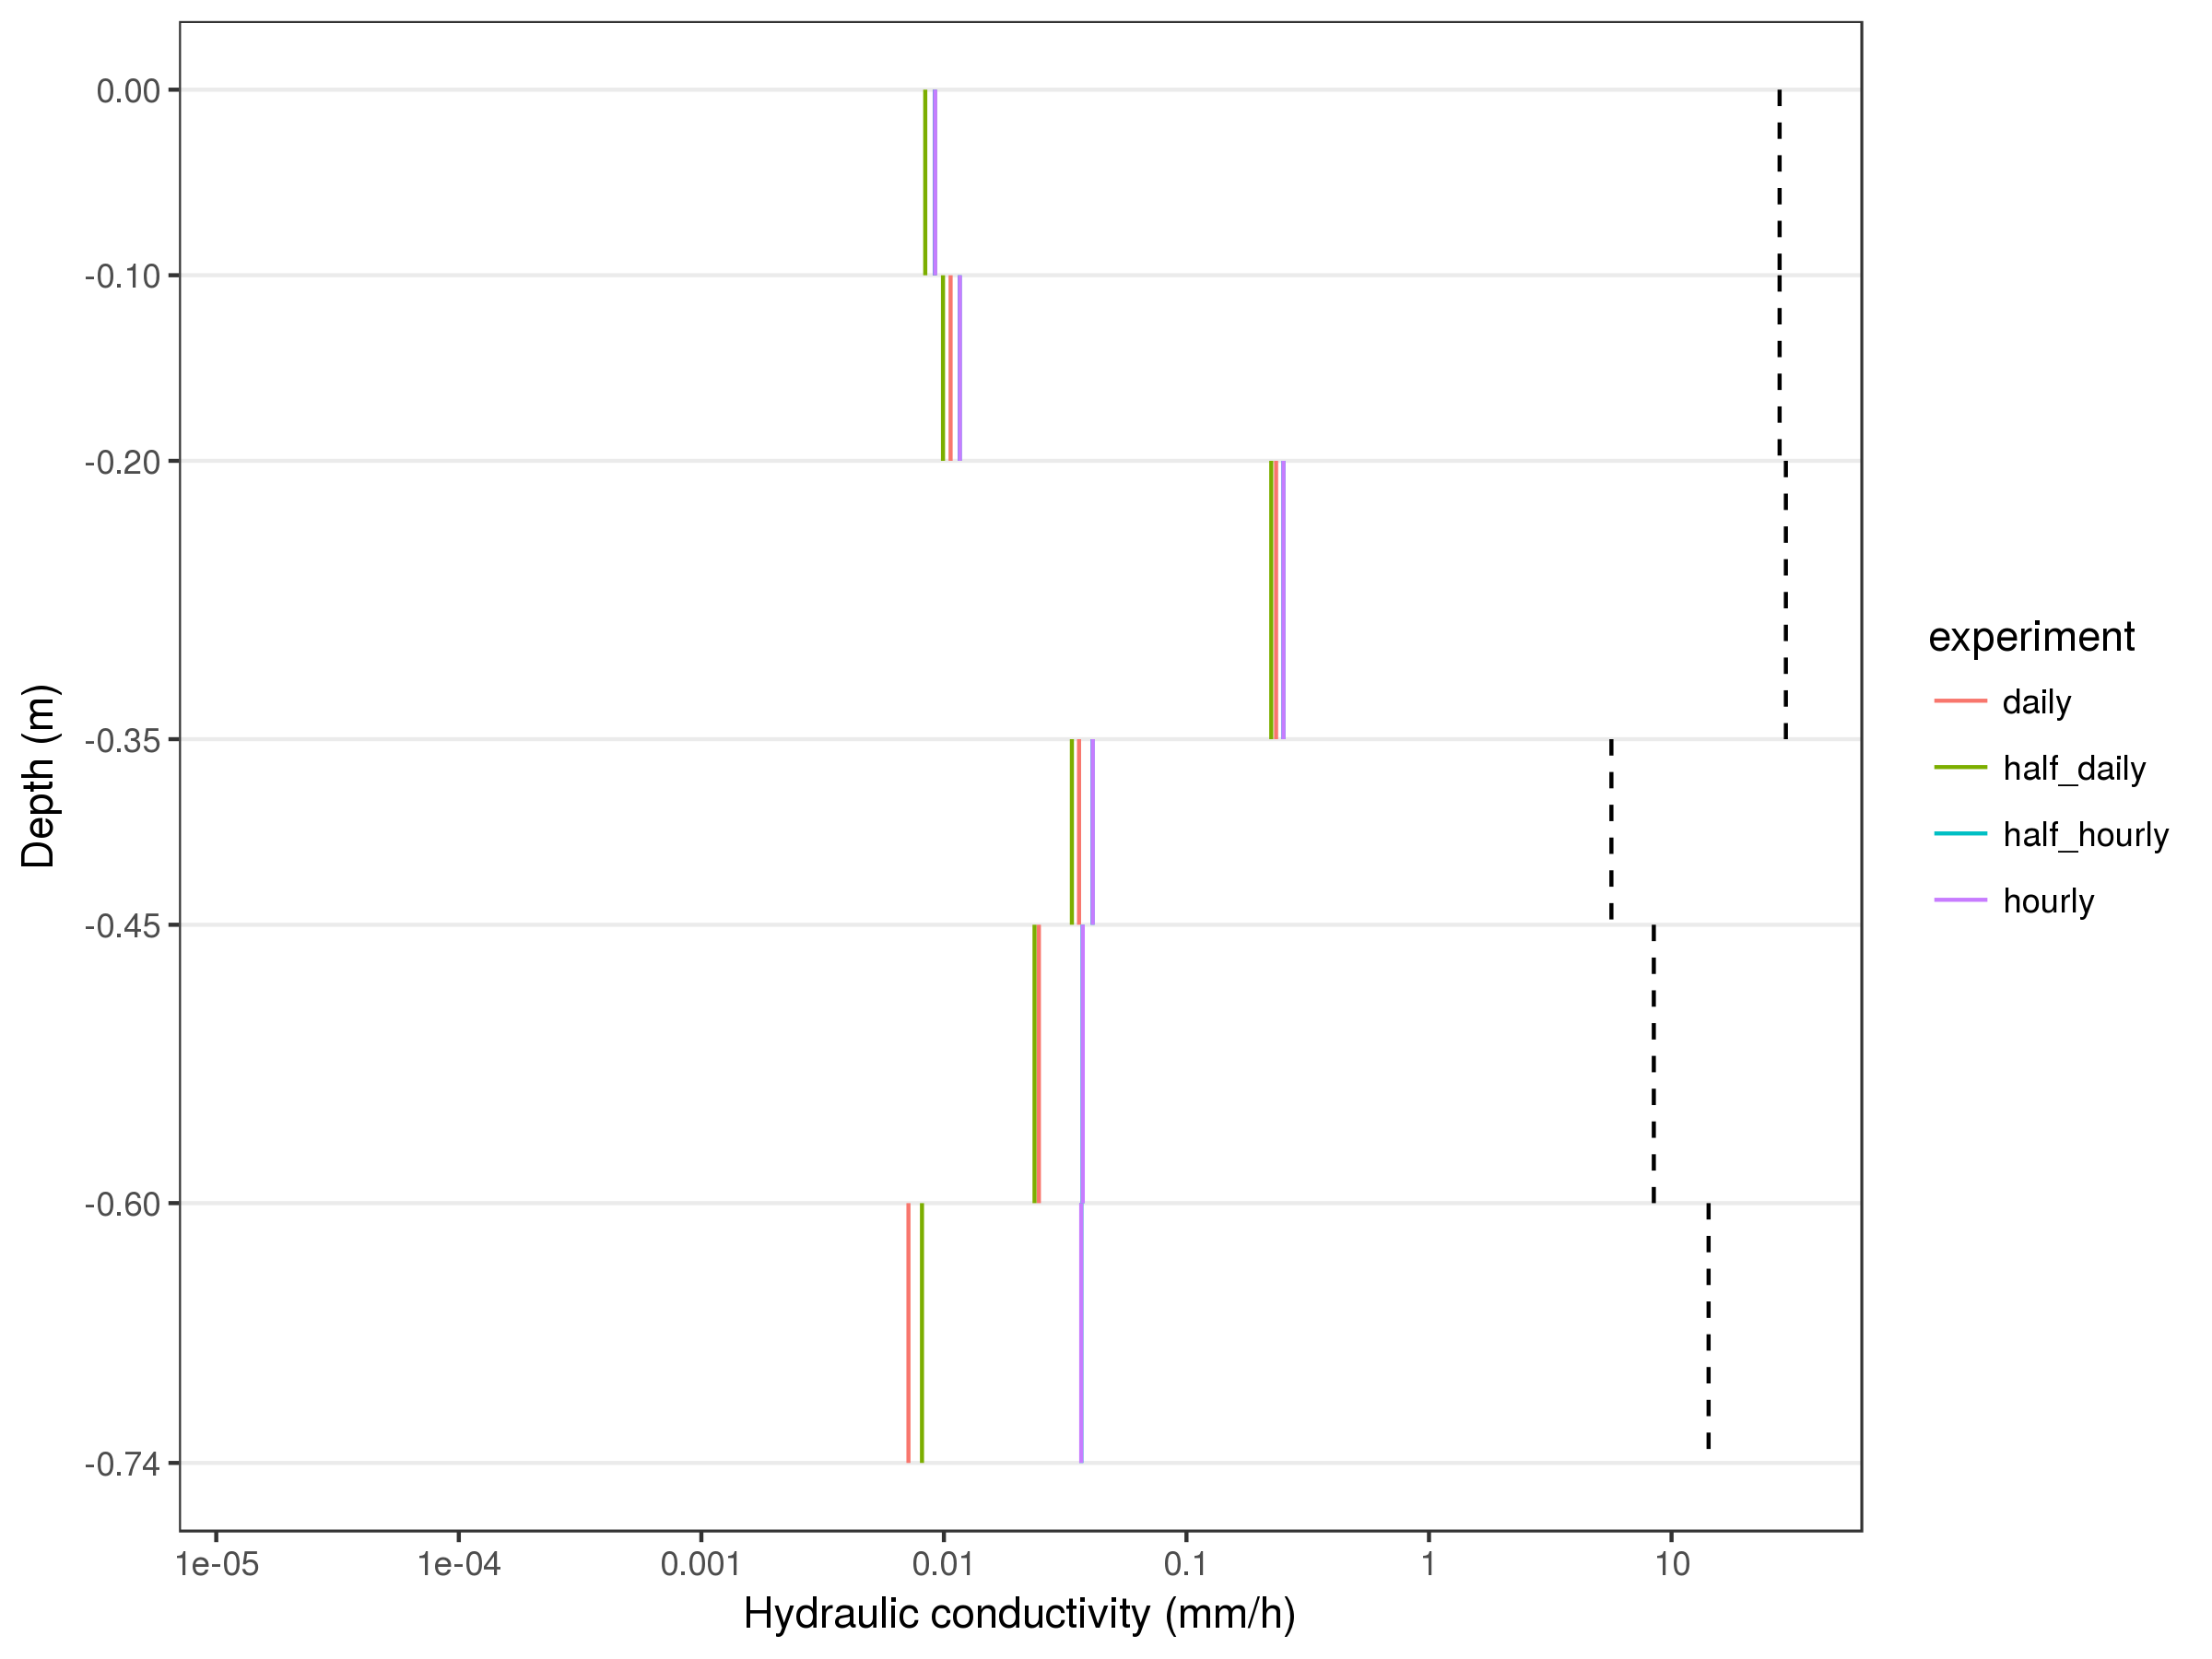 0.00
-0.10
-0.20
-0.35
-0.45
-0.60
-0.74
Depth (m)
1e-05 1e-04 0.001 0.01 0.1 1 10
Hydraulic conductivity (mm/h)
experiment
daily
half_daily
half_hourly
hourly